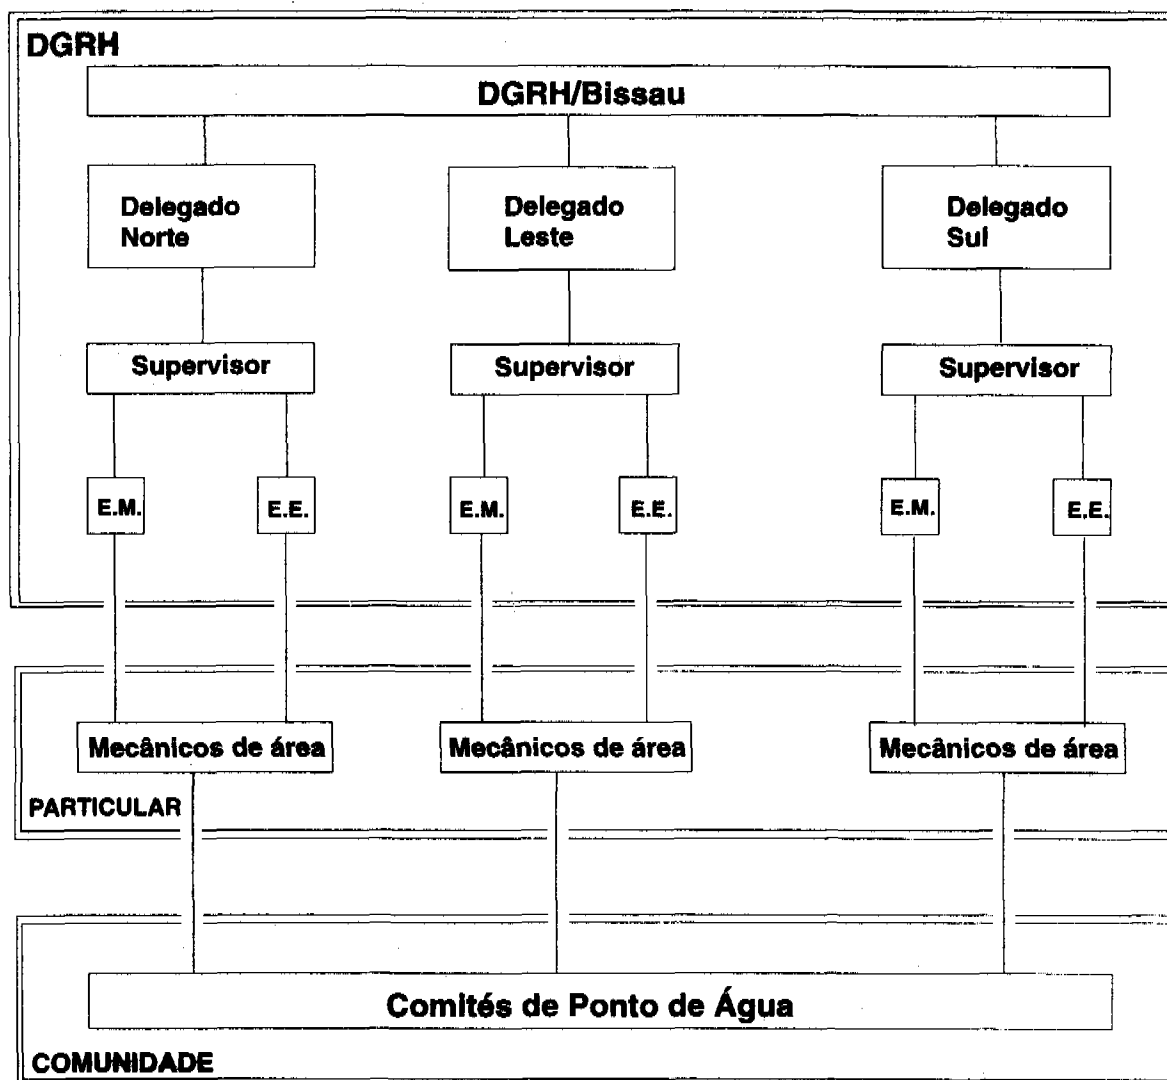 DGRH
DGRH/Bissau
Delegado
Norte
Delegado
Leste
Delegado
Sul
Supervisor
Supervisor
Supervisor
E.M.
E.E.
E.M.
E.E.
E.M.
E.E.
Mecânicos de área
Mecânicos de área
Mecânicos de área
PARTICULAR
Comités de Ponto de Água
COMUNIDADE